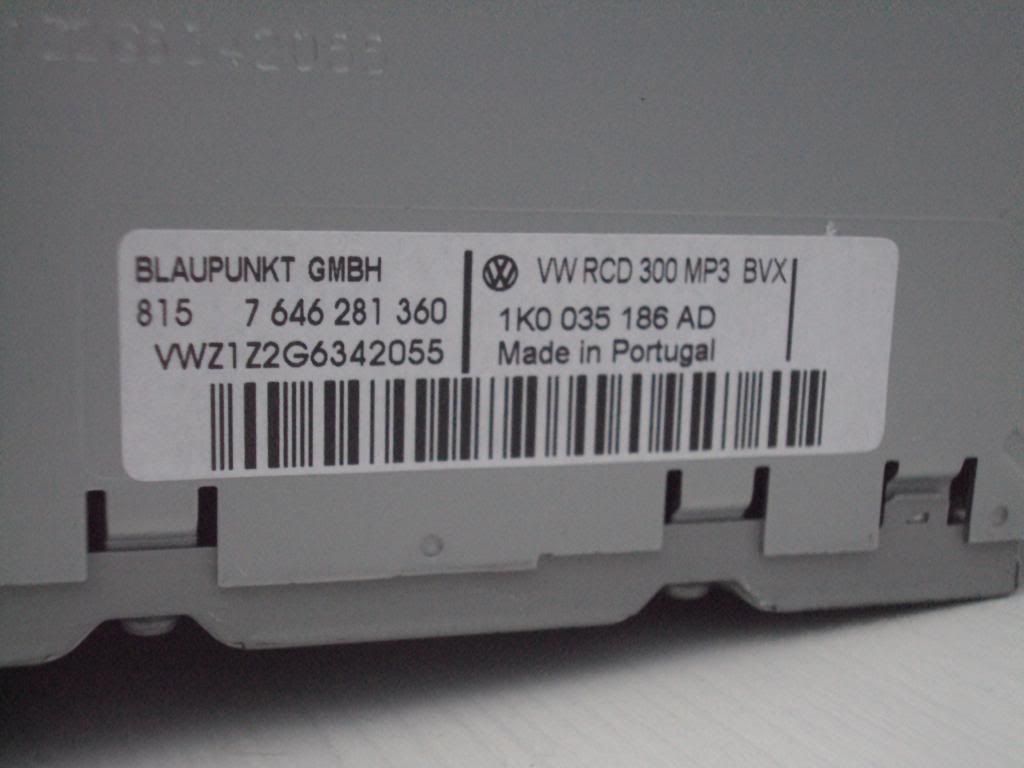 BLAUPUNKT GMBH
815 7 646 281 360
VWZ1Z2G6342055
VW RCD 300 MP3 BVX
1K0 035 186 AD
Made in Portugal